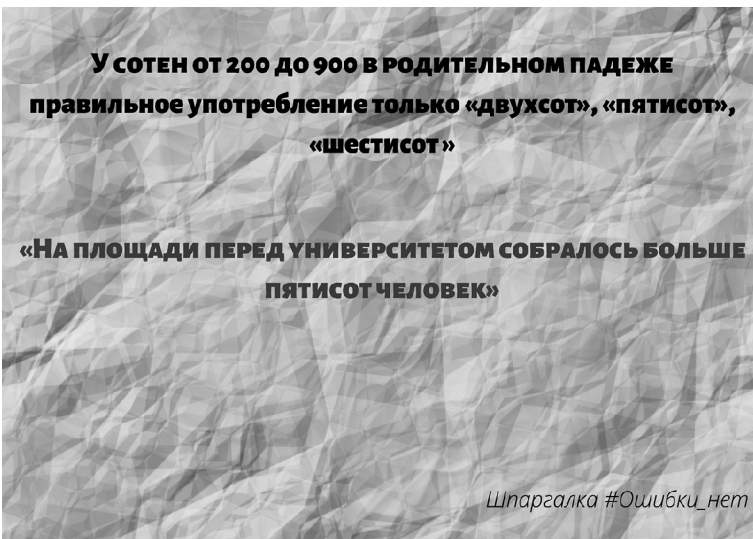 У сотен от 200 до 900 в родительном падеже
правильное употребление только «двухсот», «пятисот»,
«шестисот »
«На площади перед университетом собралось больше
пятисот человек»
Шпаргалка #Ошибки_нет